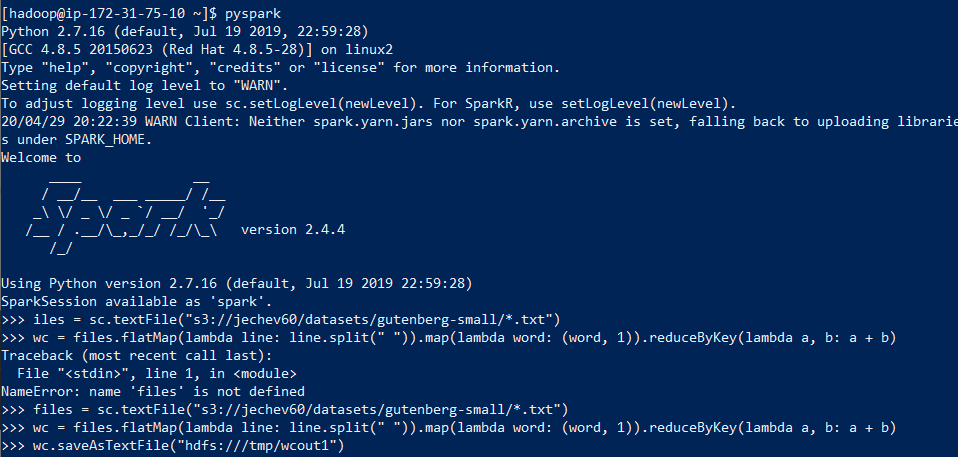 [hadoop@ip-172-31-75-10 ~]$ pyspark
Python 2.7.16 (default, Jul 19 2019, 22:59:28)
[GCC 4.8.5 20150623 (Red Hat 4.8.5-28)] on linux2
Type "help", "copyright", "credits" or "license" for more information.
Setting default log level to "WARN".
To adjust logging level use sc.setLogLevel(newLevel). For SparkR, use setLogLevel(newLevel).
20/04/29 20:22:39 WARN Client: Neither spark.yarn.jars nor spark.yarn.archive is set, falling back to uploading librarie
s under SPARK_HOME.
Welcome to
      ____              __
     / __/__  ___ _____/ /__
    _\ \/ _ \/ _ `/ __/  '_/
   /__ / .__/\_,_/_/ /_/\_\   version 2.4.4
      /_/
Using Python version 2.7.16 (default, Jul 19 2019 22:59:28)
SparkSession available as 'spark'.
>>> iles = sc.textFile("s3://jechev60/datasets/gutenberg-small/*.txt")
>>> wc = files.flatMap(lambda line: line.split(" ")).map(lambda word: (word, 1)).reduceByKey(lambda a, b: a + b)
Traceback (most recent call last):
  File "<stdin>", line 1, in <module>
NameError: name 'files' is not defined
>>> files = sc.textFile("s3://jechev60/datasets/gutenberg-small/*.txt")
>>> wc = files.flatMap(lambda line: line.split(" ")).map(lambda word: (word, 1)).reduceByKey(lambda a, b: a + b)
>>> wc.saveAsTextFile("hdfs:///tmp/wcout1")